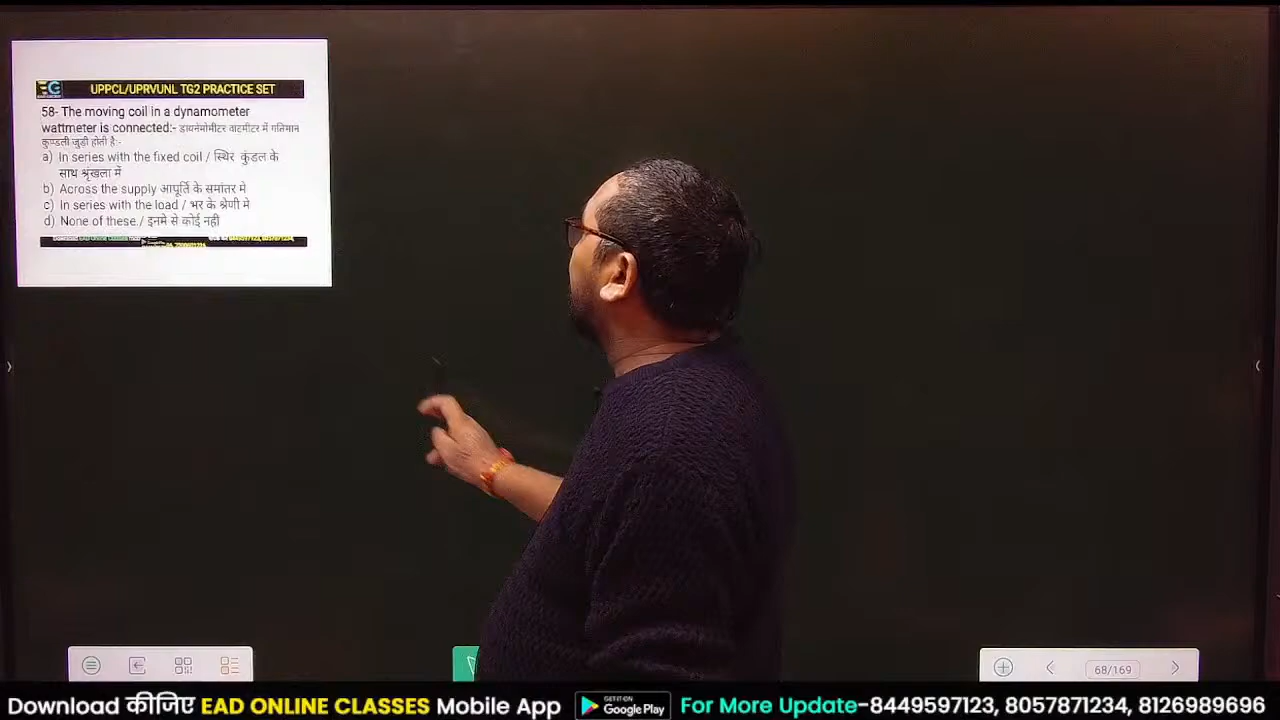 EG
UPPCL/UPRVUNL TG2 PRACTICE SET
58- The moving coil in a dynamometer
wattmeter is connected:- डायनेमोमीटर वाटमीटर में गतिमान
कुण्डली जुडी होती है:-
a) In series with the fixed coil / स्थिर कुंडल के
साथ श्रृंखला में
b) Across the supply आपूर्ति के समांतर मे
c) In series with the load / भर के श्रेणी मे
d) None of these./ इनमे से कोई नही
68/169
Download कीजिए EAD ONLINE CLASSES Mobile App GET IT ON Google Play For More Update-8449597123, 8057871234, 8126989696